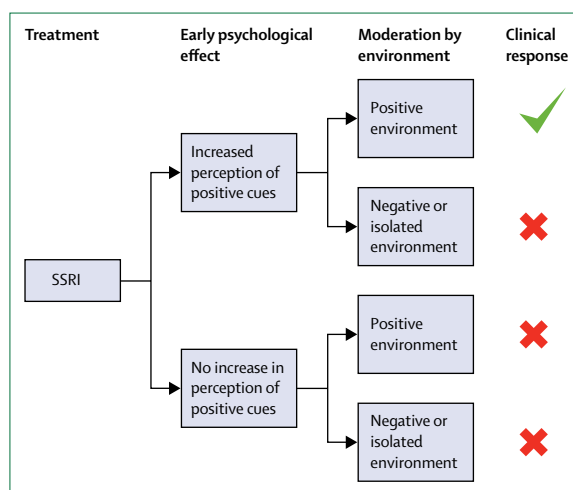 Treatment
Early psychological
effect
Moderation by
environment
Clinical
response
SSRI
Increased
perception of
positive cues
No increase in
perception of
positive cues
Positive
environment
Negative or
isolated
environment
Positive
environment
Negative or
isolated
environment